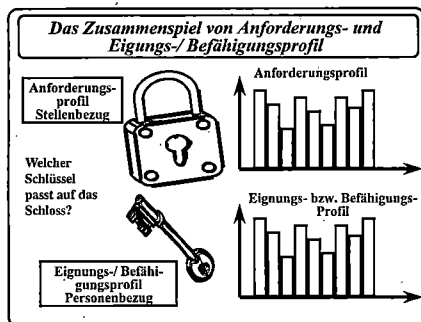 Das Zusammenspiel von Anforderungs- und
Eigungs-/ Befähigungsprofil
Anforderungs-
profil
Stellenbezug
Welcher
Schlüssel
passt auf das
Schloss?
Eignungs-/ Befähi-
gungsprofil
Personenbezug
Anforderungsprofil
Eignungs- bzw. Befähigungs-
Profil